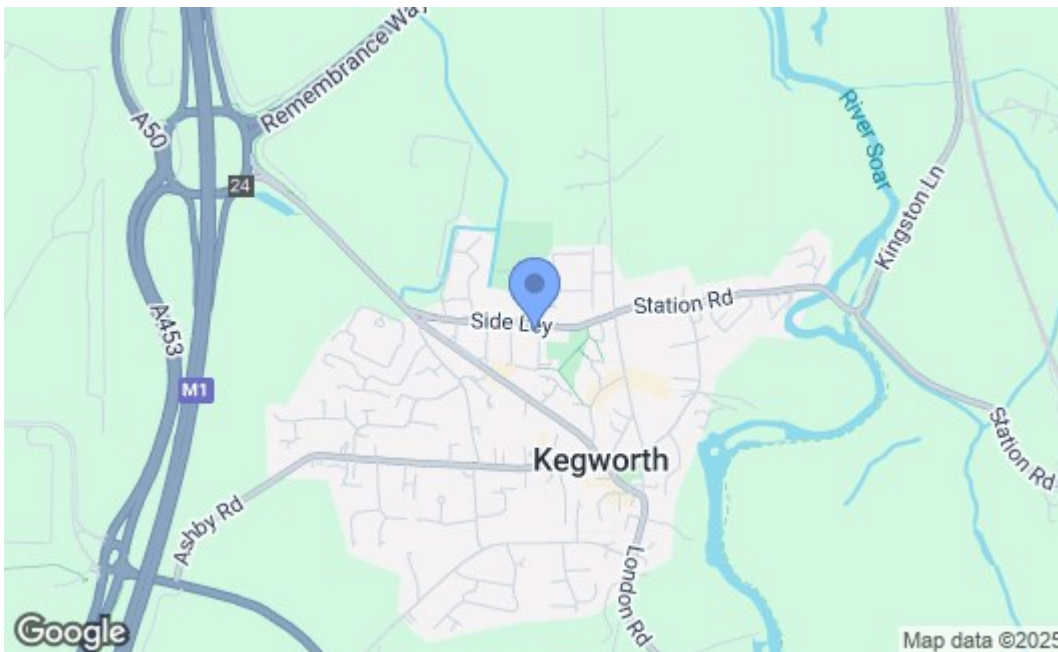 Remembrance Way
A50
24
River Soar
Kingston Ln
Side Ley
Station Rd
A453
M1
Station Rd
Kegworth
Ashby Rd
London Rd
Google
Map data ©2025